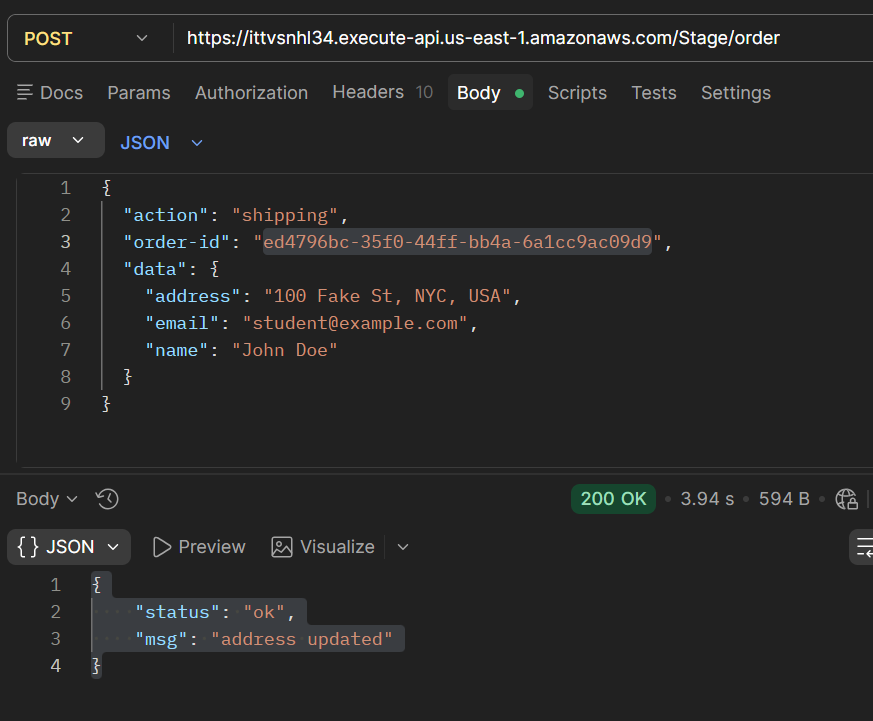 POST https://ittvsnhl34.execute-api.us-east-1.amazonaws.com/Stage/order
Docs Params Authorization Headers 10 Body Scripts Tests Settings
raw JSON
1 {
2 "action": "shipping",
3 "order-id": "ed4796bc-35f0-44ff-bb4a-6a1cc9ac09d9",
4 "data": {
5 "address": "100 Fake St, NYC, USA",
6 "email": "student@example.com",
7 "name": "John Doe"
8 }
9 }
Body 200 OK • 3.94 s • 594 B •
{} JSON Preview Visualize
1 {
2 "status": "ok",
3 "msg": "address updated"
4 }